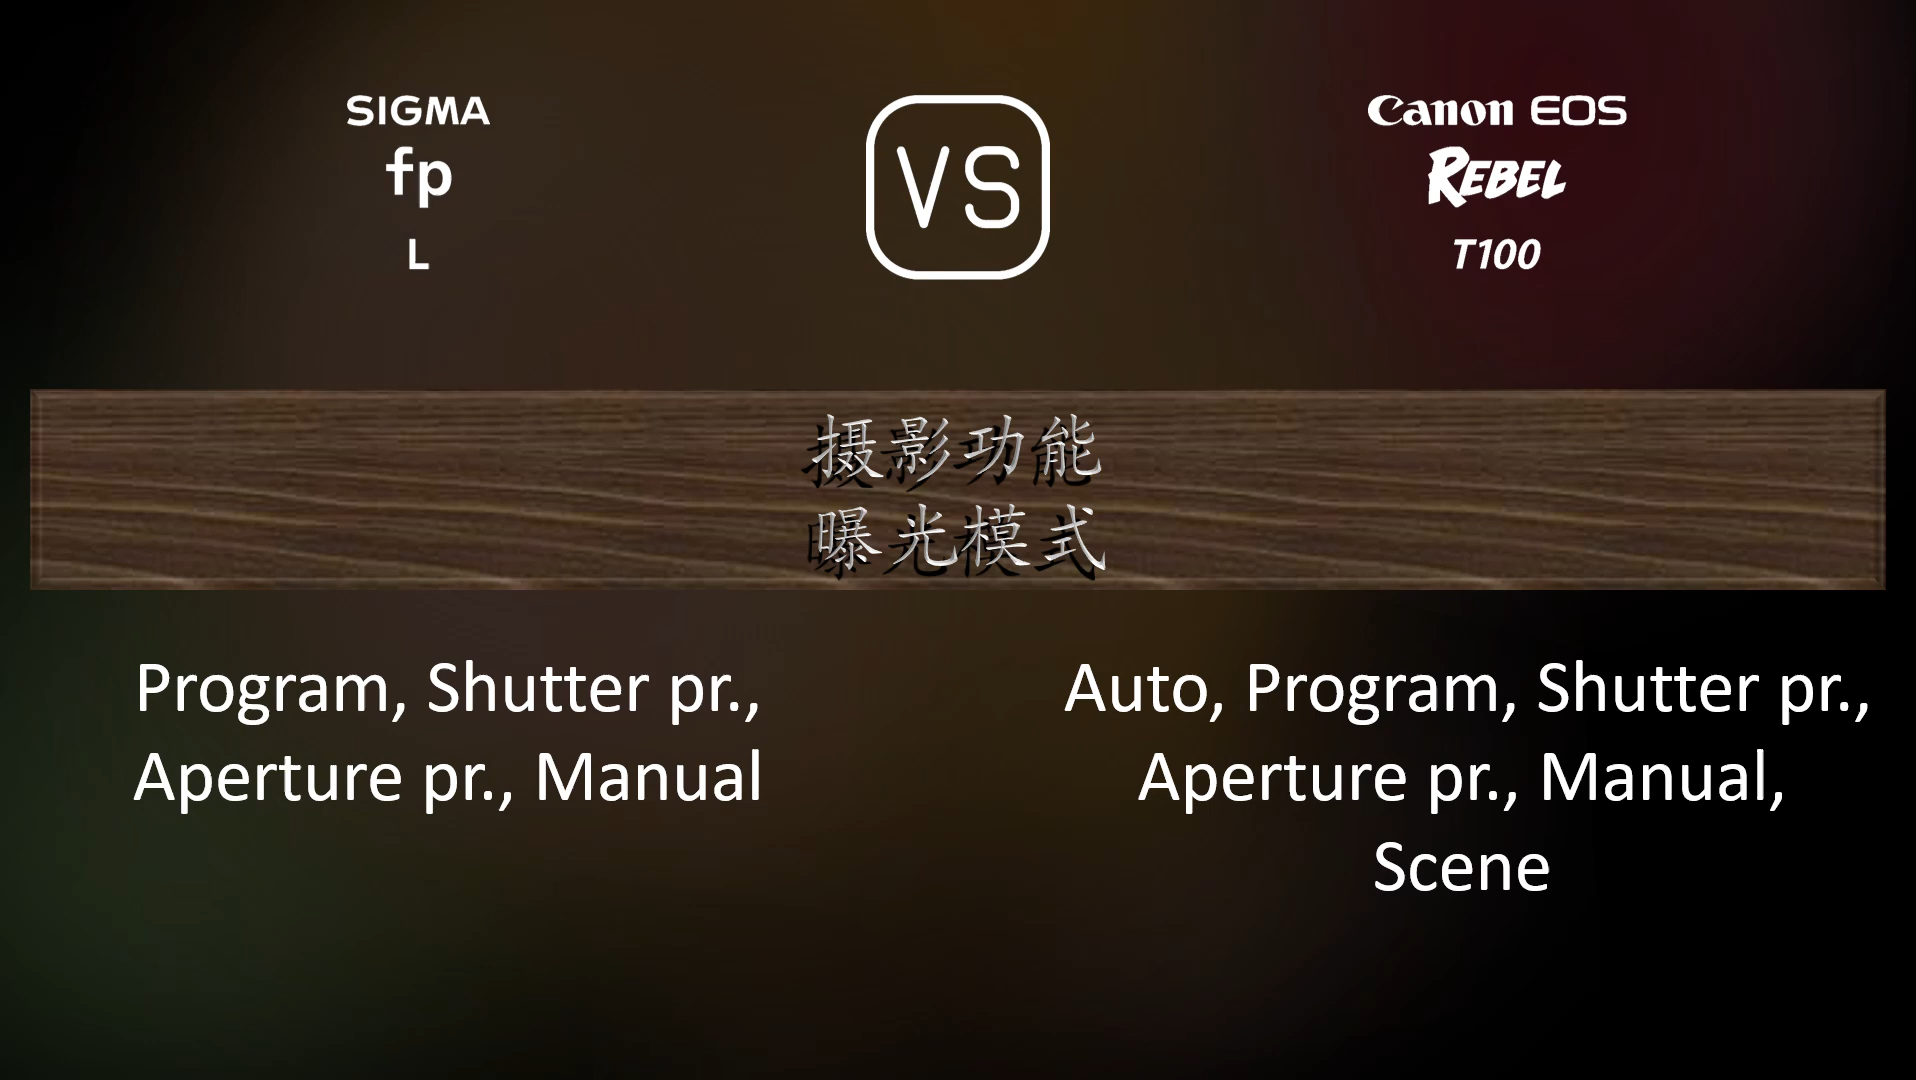 SIGMA
fp
L
VS
Canon EOS
REBEL
T100
摄影功能
曝光模式
Program, Shutter pr.,
Aperture pr., Manual
Auto, Program, Shutter pr.,
Aperture pr., Manual,
Scene